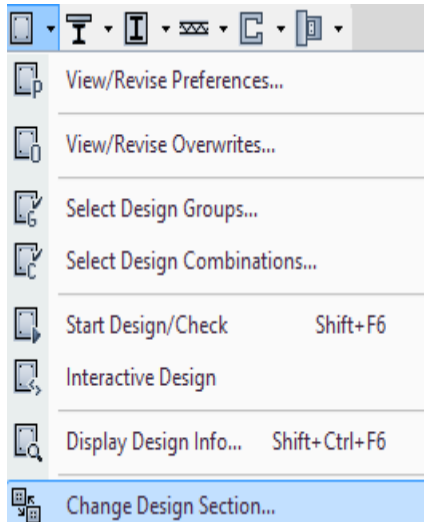 View/Revise Preferences...
View/Revise Overwrites...
Select Design Groups...
Select Design Combinations...
Start Design/Check Shift+F6
Interactive Design
Display Design Info... Shift+Ctrl+F6
Change Design Section...